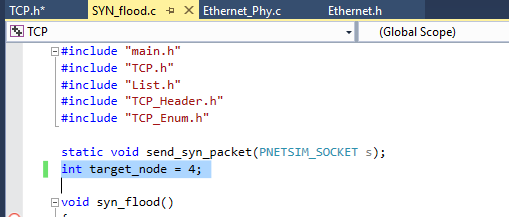 TCP.h* SYN_flood.c Ethernet_Phy.c Ethernet.h
TCP (Global Scope)
#include "main.h"
#include "TCP.h"
#include "List.h"
#include "TCP_Header.h"
#include "TCP_Enum.h"
static void send_syn_packet(PNETSIM_SOCKET s);
int target_node = 4;
void syn_flood()
{